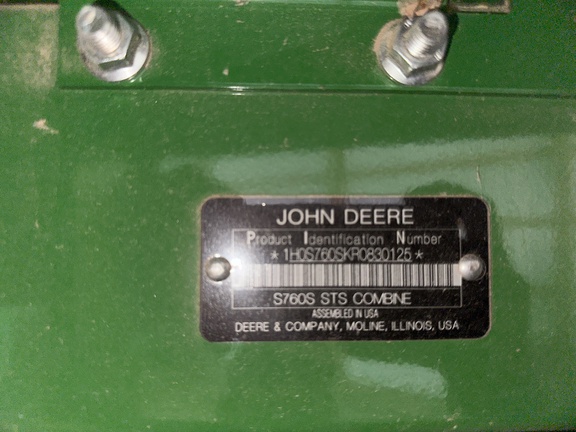 JOHN DEERE
Product Identification Number
*1H0S760SKR0830125*
S760S STS COMBINE
ASSEMBLED IN USA
DEERE & COMPANY, MOLINE, ILLINOIS, USA